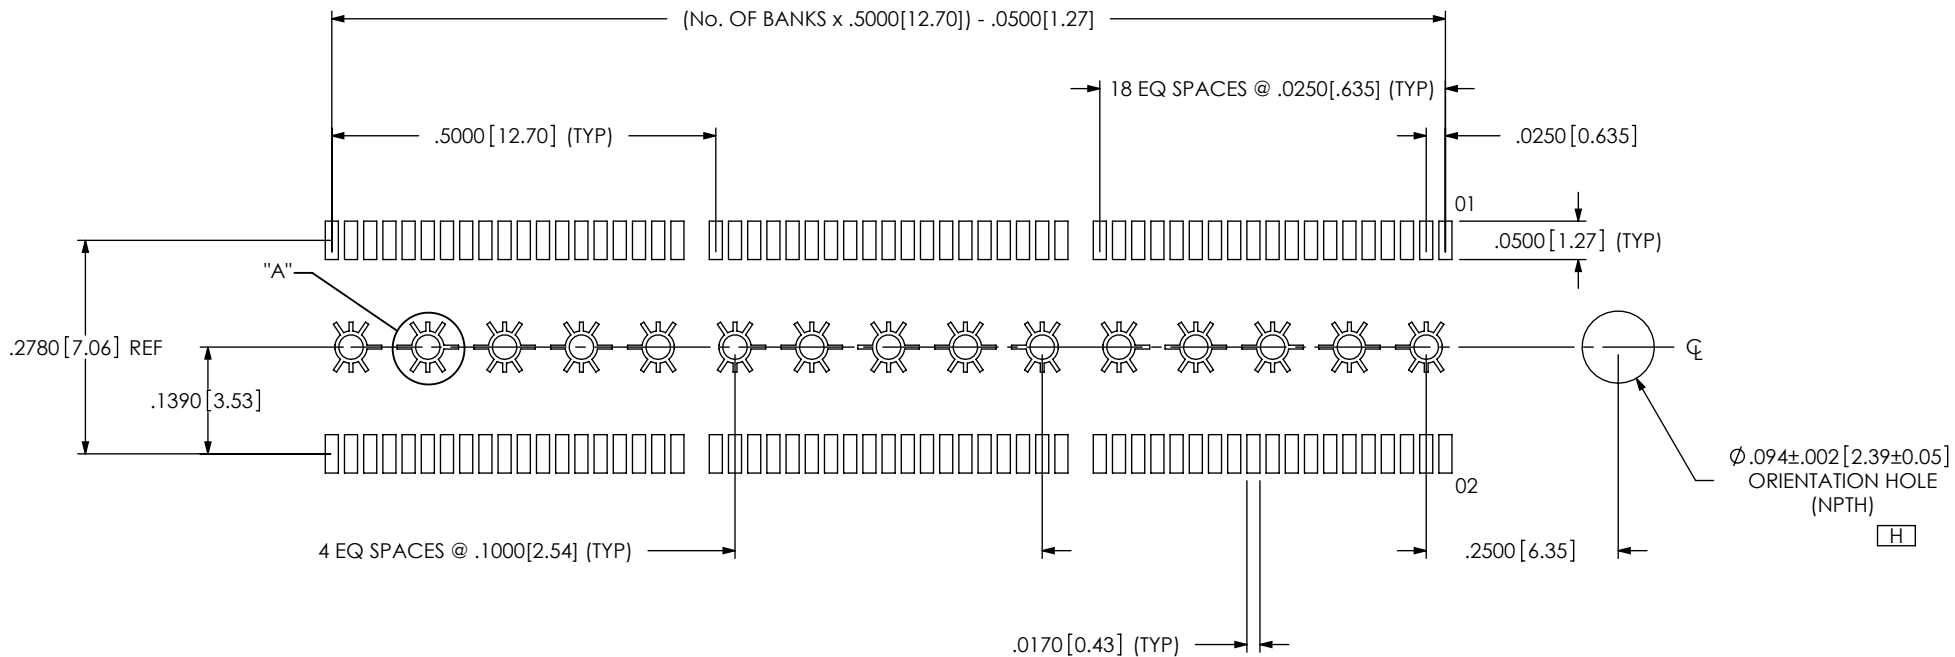 (No. OF BANKS x .5000[12.70]) - .0500[1.27]
18 EQ SPACES @ .0250[.635] (TYP)
.5000[12.70] (TYP)
.0250[0.635]
01
.0500[1.27] (TYP)
"A"
.2780[7.06] REF
℄
.1390[3.53]
Ø.094±.002[2.39±0.05]
ORIENTATION HOLE
(NPTH)
02
H
4 EQ SPACES @ .1000[2.54] (TYP)
.2500[6.35]
.0170[0.43] (TYP)